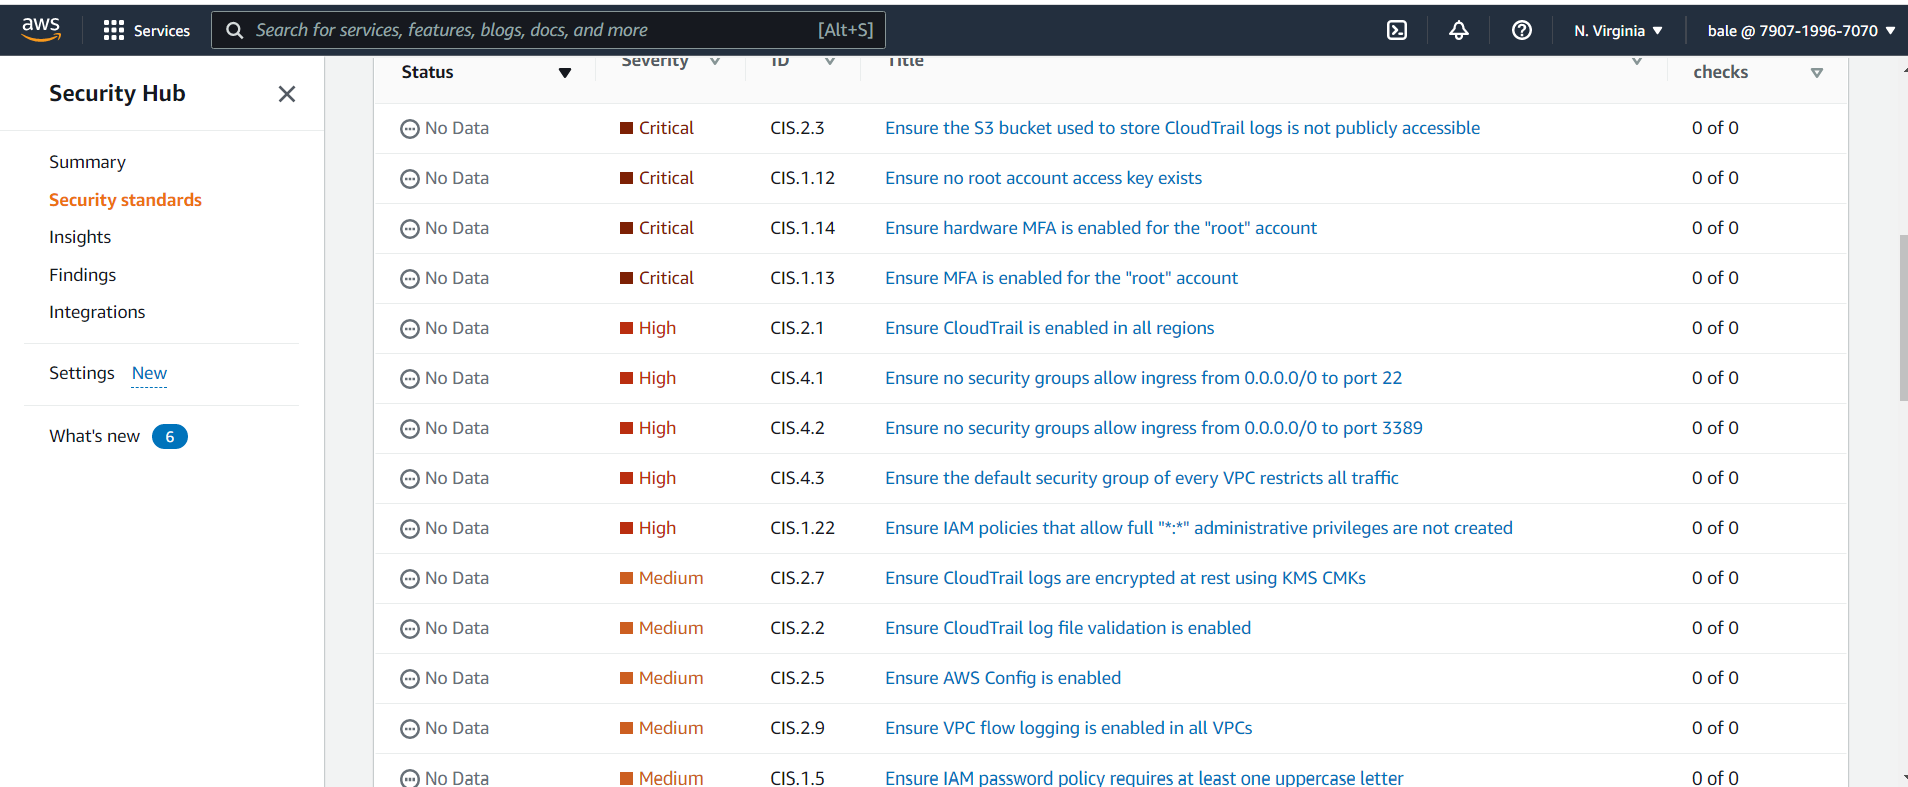 aws Services Search for services, features, blogs, docs, and more [Alt+S] N. Virginia bale @ 7907-1996-7070
Security Hub
Summary
Security standards
Insights
Findings
Integrations
Settings New
What's new 6
Status Severity ID Title checks
No Data Critical CIS.2.3 Ensure the S3 bucket used to store CloudTrail logs is not publicly accessible 0 of 0
No Data Critical CIS.1.12 Ensure no root account access key exists 0 of 0
No Data Critical CIS.1.14 Ensure hardware MFA is enabled for the "root" account 0 of 0
No Data Critical CIS.1.13 Ensure MFA is enabled for the "root" account 0 of 0
No Data High CIS.2.1 Ensure CloudTrail is enabled in all regions 0 of 0
No Data High CIS.4.1 Ensure no security groups allow ingress from 0.0.0.0/0 to port 22 0 of 0
No Data High CIS.4.2 Ensure no security groups allow ingress from 0.0.0.0/0 to port 3389 0 of 0
No Data High CIS.4.3 Ensure the default security group of every VPC restricts all traffic 0 of 0
No Data High CIS.1.22 Ensure IAM policies that allow full "*:*" administrative privileges are not created 0 of 0
No Data Medium CIS.2.7 Ensure CloudTrail logs are encrypted at rest using KMS CMKs 0 of 0
No Data Medium CIS.2.2 Ensure CloudTrail log file validation is enabled 0 of 0
No Data Medium CIS.2.5 Ensure AWS Config is enabled 0 of 0
No Data Medium CIS.2.9 Ensure VPC flow logging is enabled in all VPCs 0 of 0
No Data Medium CIS.1.5 Ensure IAM password policy requires at least one uppercase letter 0 of 0